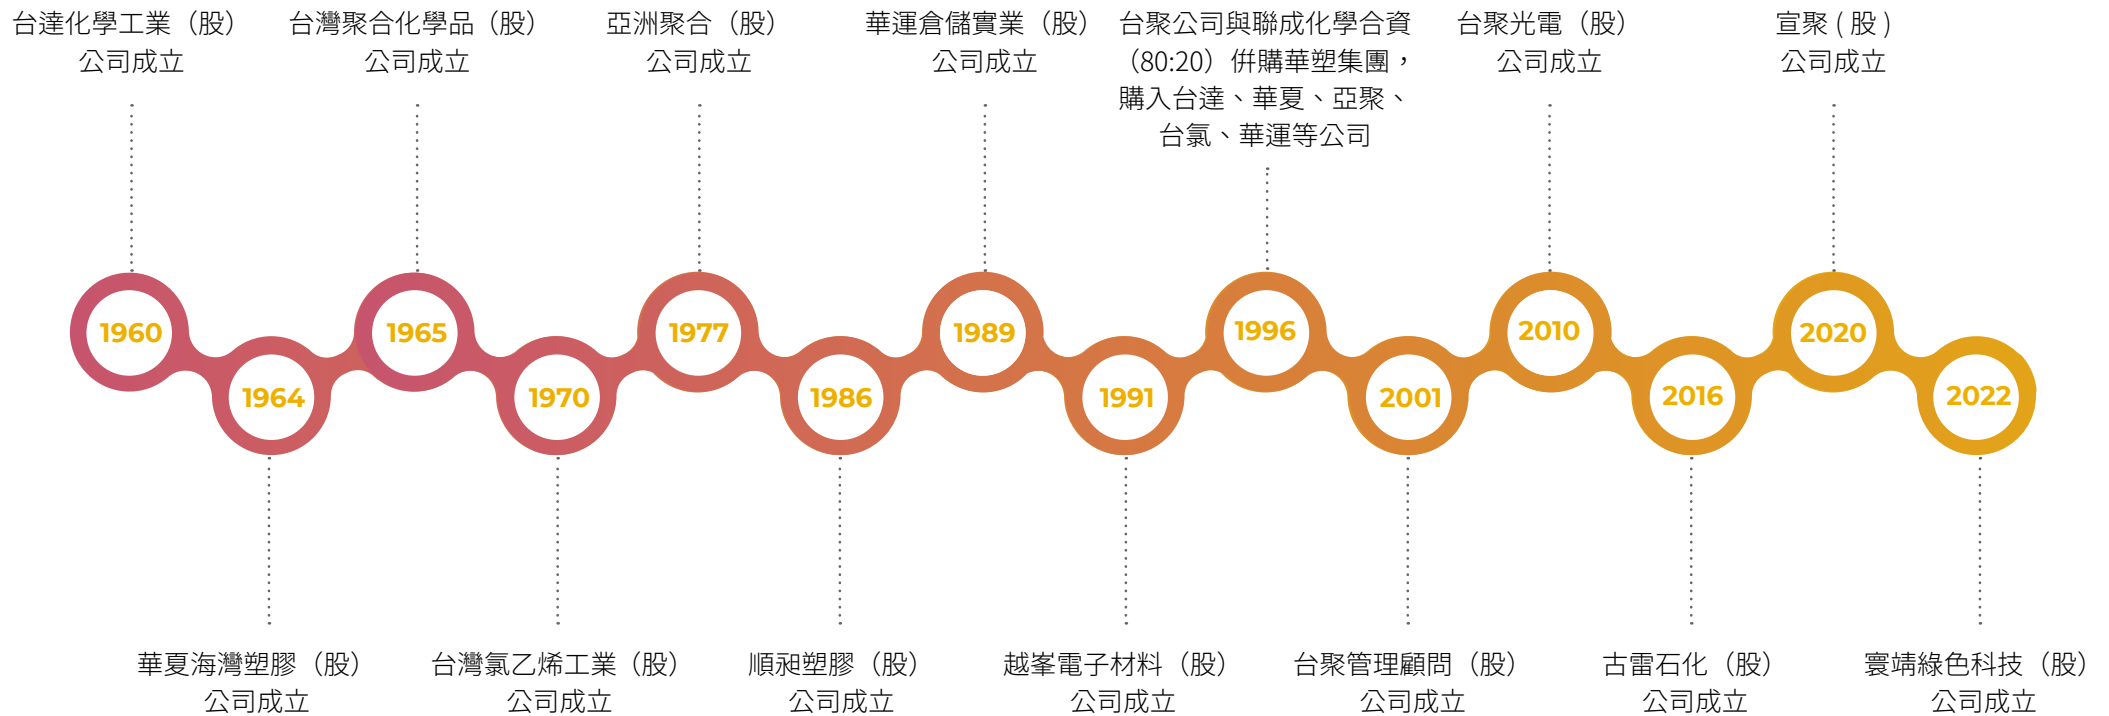 台達化學工業（股）
公司成立
台灣聚合化學品（股）
公司成立
亞洲聚合（股）
公司成立
華運倉儲實業（股）
公司成立
台聚公司與聯成化學合資
（80:20）併購華塑集團，
購入台達、華夏、亞聚、
台氯、華運等公司
台聚光電（股）
公司成立
宣聚 ( 股 )
公司成立
1960
1964
1965
1970
1977
1986
1989
1991
1996
2001
2010
2016
2020
2022
華夏海灣塑膠（股）
公司成立
台灣氯乙烯工業（股）
公司成立
順昶塑膠（股）
公司成立
越峯電子材料（股）
公司成立
台聚管理顧問（股）
公司成立
古雷石化（股）
公司成立
寰靖綠色科技（股）
公司成立